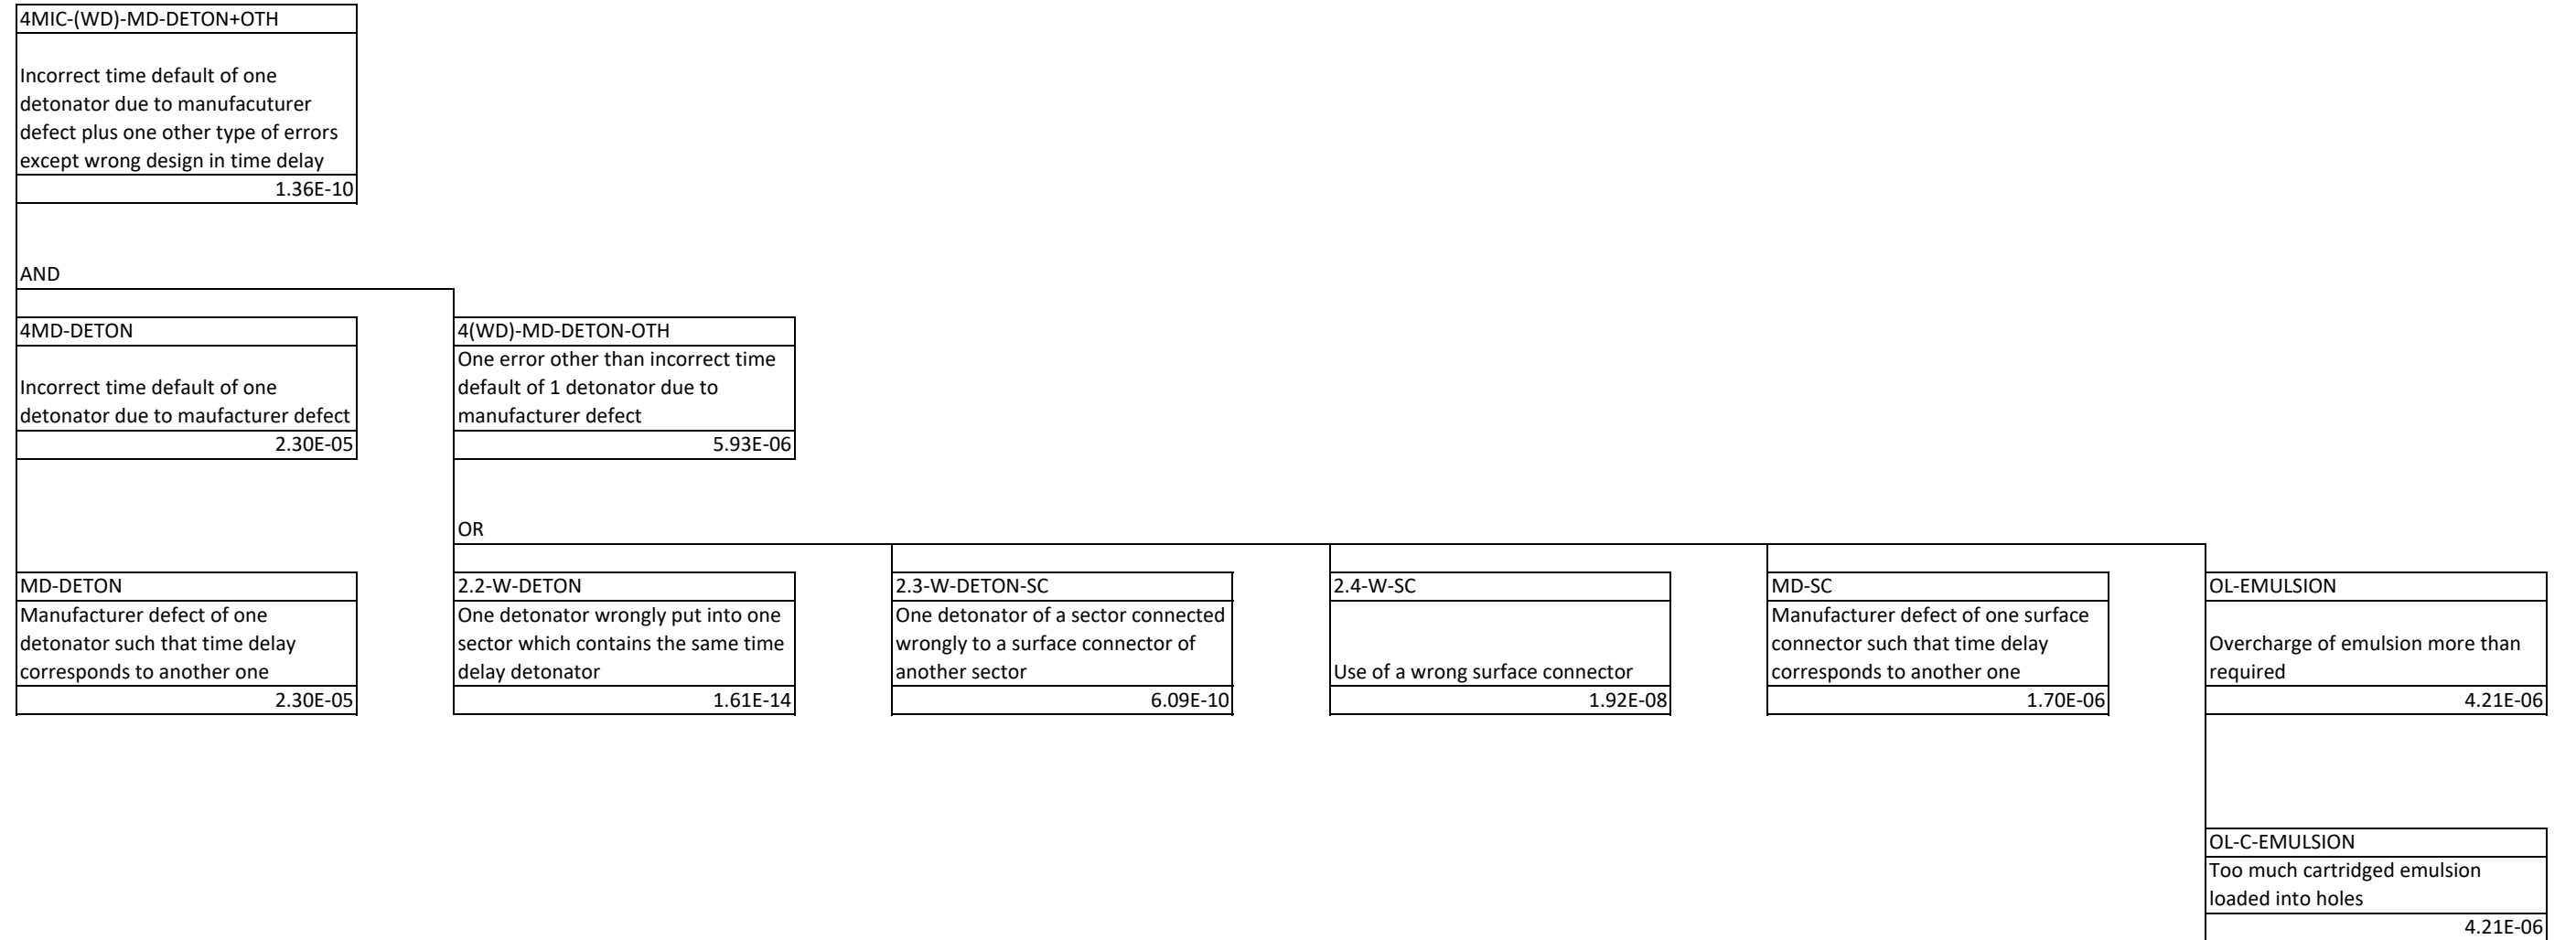 4MIC-(WD)-MD-DETON+OTH
Incorrect time default of one
detonator due to manufacuturer
defect plus one other type of errors
except wrong design in time delay
1.36E-10
AND
4MD-DETON
Incorrect time default of one
detonator due to maufacturer defect
2.30E-05
4(WD)-MD-DETON-OTH
One error other than incorrect time
default of 1 detonator due to
manufacturer defect
5.93E-06
OR
MD-DETON
Manufacturer defect of one
detonator such that time delay
corresponds to another one
2.30E-05
2.2-W-DETON
One detonator wrongly put into one
sector which contains the same time
delay detonator
1.61E-14
2.3-W-DETON-SC
One detonator of a sector connected
wrongly to a surface connector of
another sector
6.09E-10
2.4-W-SC
Use of a wrong surface connector
1.92E-08
MD-SC
Manufacturer defect of one surface
connector such that time delay
corresponds to another one
1.70E-06
OL-EMULSION
Overcharge of emulsion more than
required
4.21E-06
OL-C-EMULSION
Too much cartridged emulsion
loaded into holes
4.21E-06